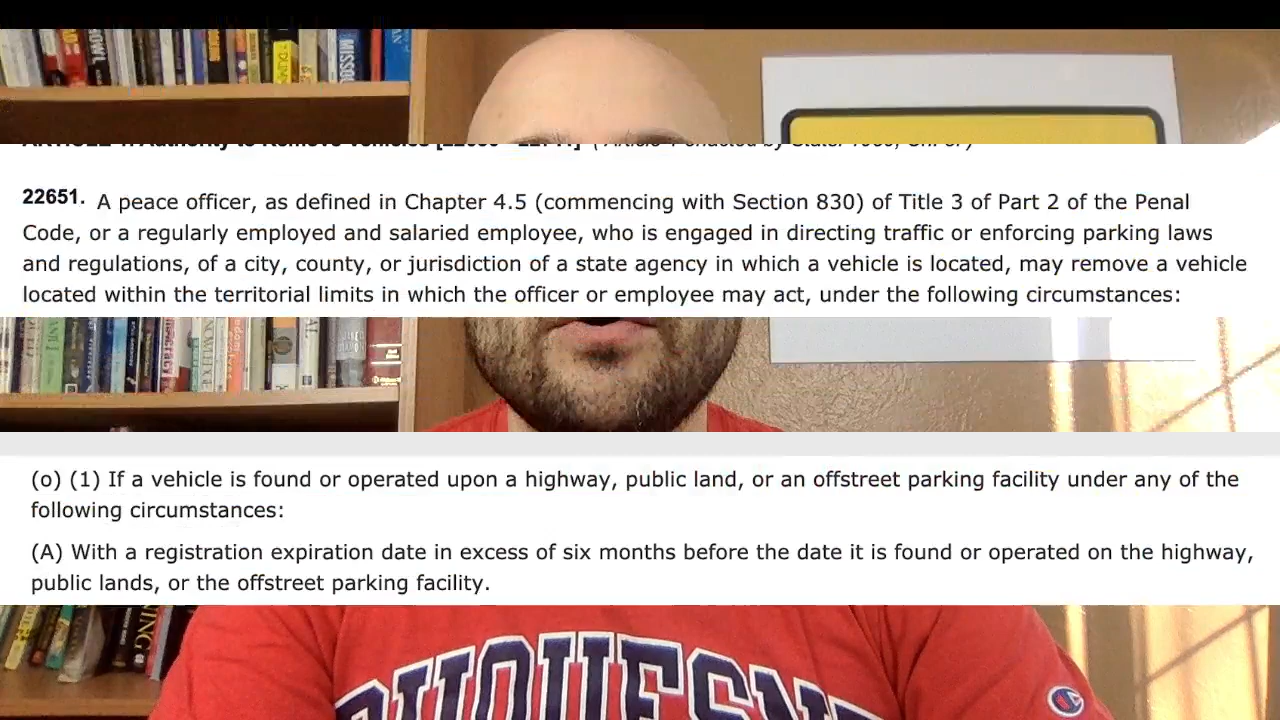 MISSOU
DUMM
22651. A peace officer, as defined in Chapter 4.5 (commencing with Section 830) of Title 3 of Part 2 of the Penal
Code, or a regularly employed and salaried employee, who is engaged in directing traffic or enforcing parking laws
and regulations, of a city, county, or jurisdiction of a state agency in which a vehicle is located, may remove a vehicle
located within the territorial limits in which the officer or employee may act, under the following circumstances:
(o) (1) If a vehicle is found or operated upon a highway, public land, or an offstreet parking facility under any of the
following circumstances:
(A) With a registration expiration date in excess of six months before the date it is found or operated on the highway,
public lands, or the offstreet parking facility.
NING
DUQUESN